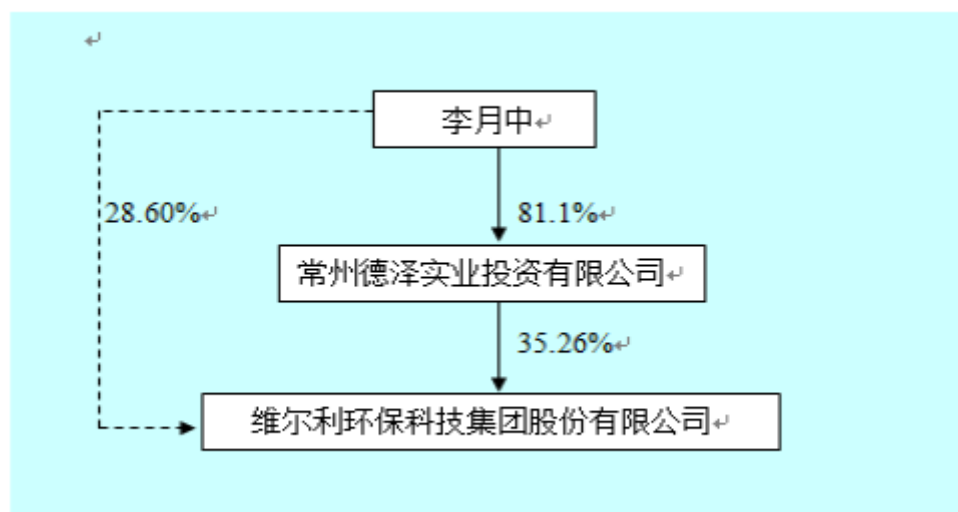 李月中
28.60%
81.1%
常州德泽实业投资有限公司
35.26%
维尔利环保科技集团股份有限公司